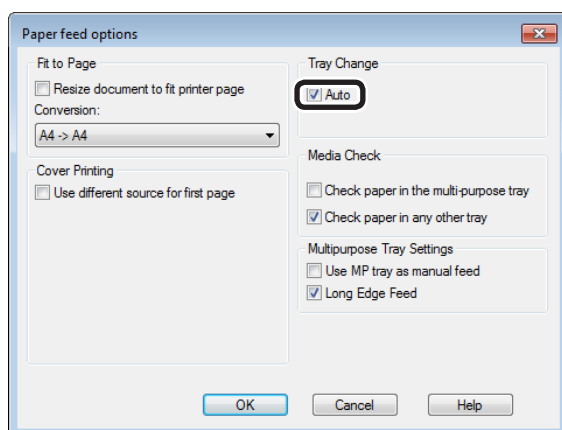 Paper feed options
Fit to Page
Resize document to fit printer page
Conversion:
A4 -> A4
Cover Printing
Use different source for first page
Tray Change
Auto
Media Check
Check paper in the multi-purpose tray
Check paper in any other tray
Multipurpose Tray Settings
Use MP tray as manual feed
Long Edge Feed
OK
Cancel
Help